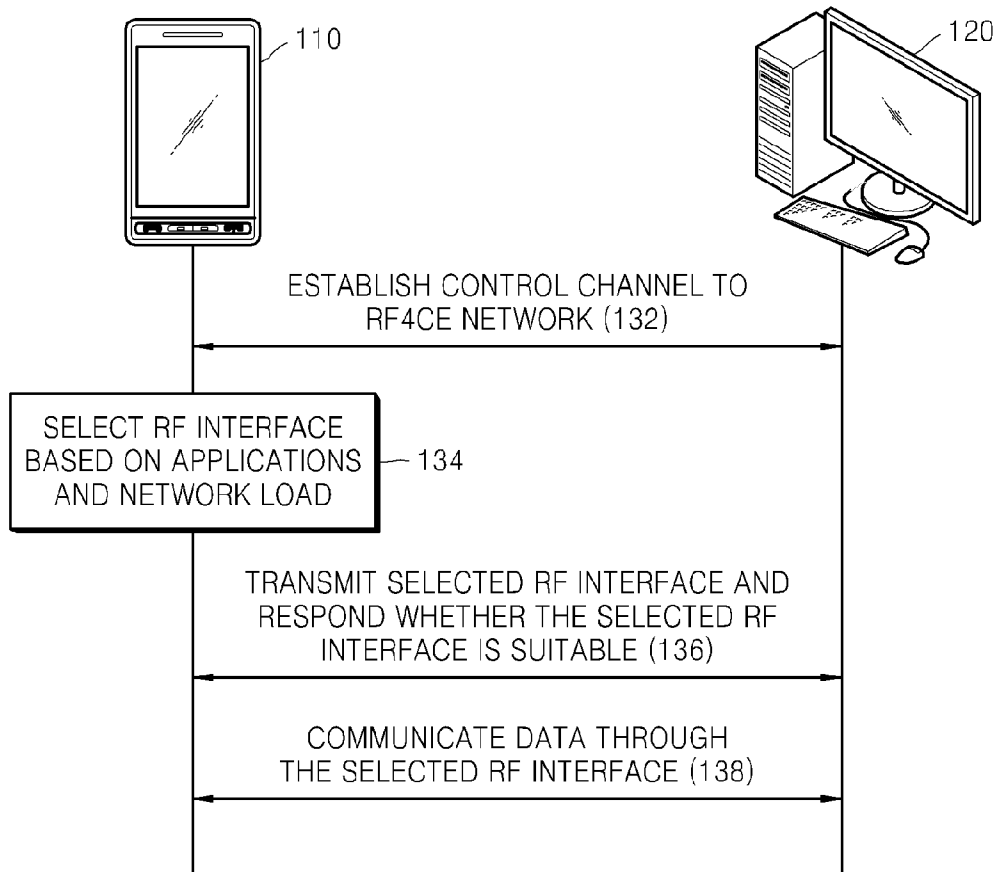 110
120
ESTABLISH CONTROL CHANNEL TO
RF4CE NETWORK (132)
SELECT RF INTERFACE
BASED ON APPLICATIONS
AND NETWORK LOAD
134
TRANSMIT SELECTED RF INTERFACE AND
RESPOND WHETHER THE SELECTED RF
INTERFACE IS SUITABLE (136)
COMMUNICATE DATA THROUGH
THE SELECTED RF INTERFACE (138)